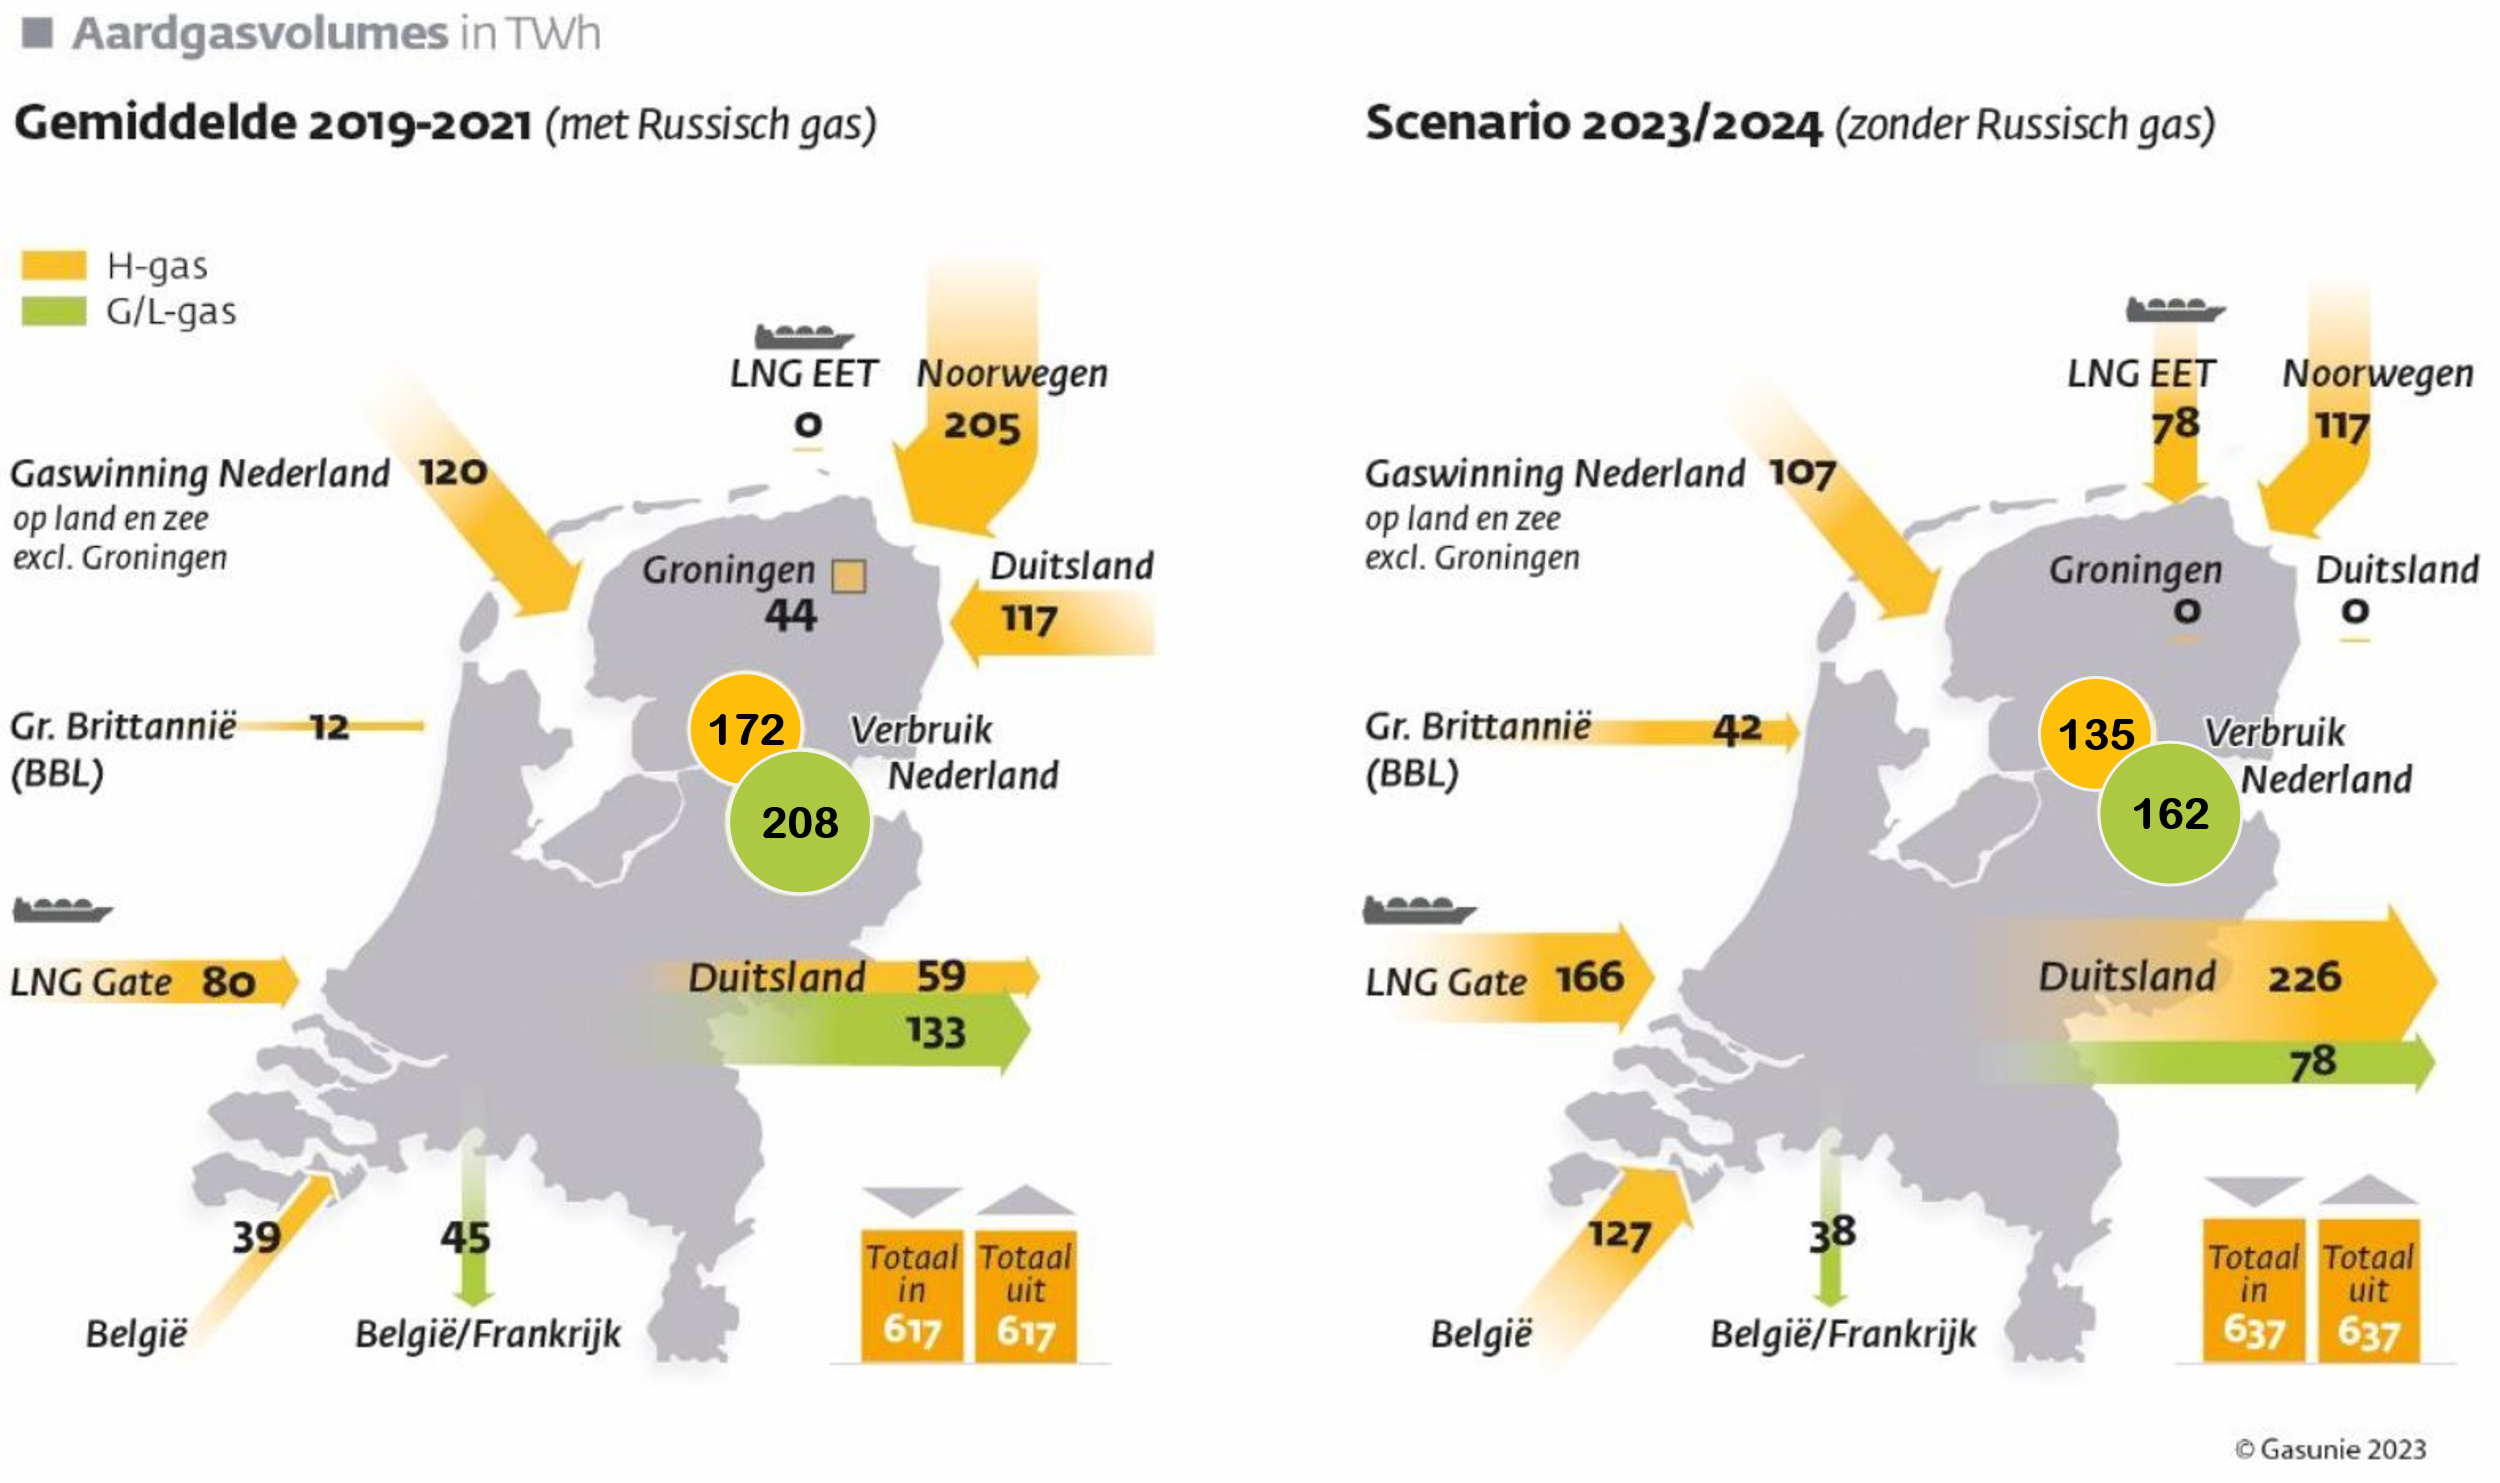 Aardgasvolumes in TWh
Gemiddelde 2019-2021 (met Russisch gas)
H-gas
G/L-gas
LNG EET
0
Noorwegen
205
Gaswinning Nederland 120
op land en zee
excl. Groningen
Groningen
44
Duitsland
117
Gr. Brittannië 12
(BBL)
172
208
Verbruik
Nederland
LNG Gate 80
Duitsland 59
133
39
45
België
België/Frankrijk
Totaal
in
617
Totaal
uit
617
Scenario 2023/2024 (zonder Russisch gas)
LNG EET
78
Noorwegen
117
Gaswinning Nederland 107
op land en zee
excl. Groningen
Groningen
0
Duitsland
0
Gr. Brittannië 42
(BBL)
135
162
Verbruik
Nederland
LNG Gate 166
Duitsland 226
78
127
38
België
België/Frankrijk
Totaal
in
637
Totaal
uit
637
© Gasunie 2023